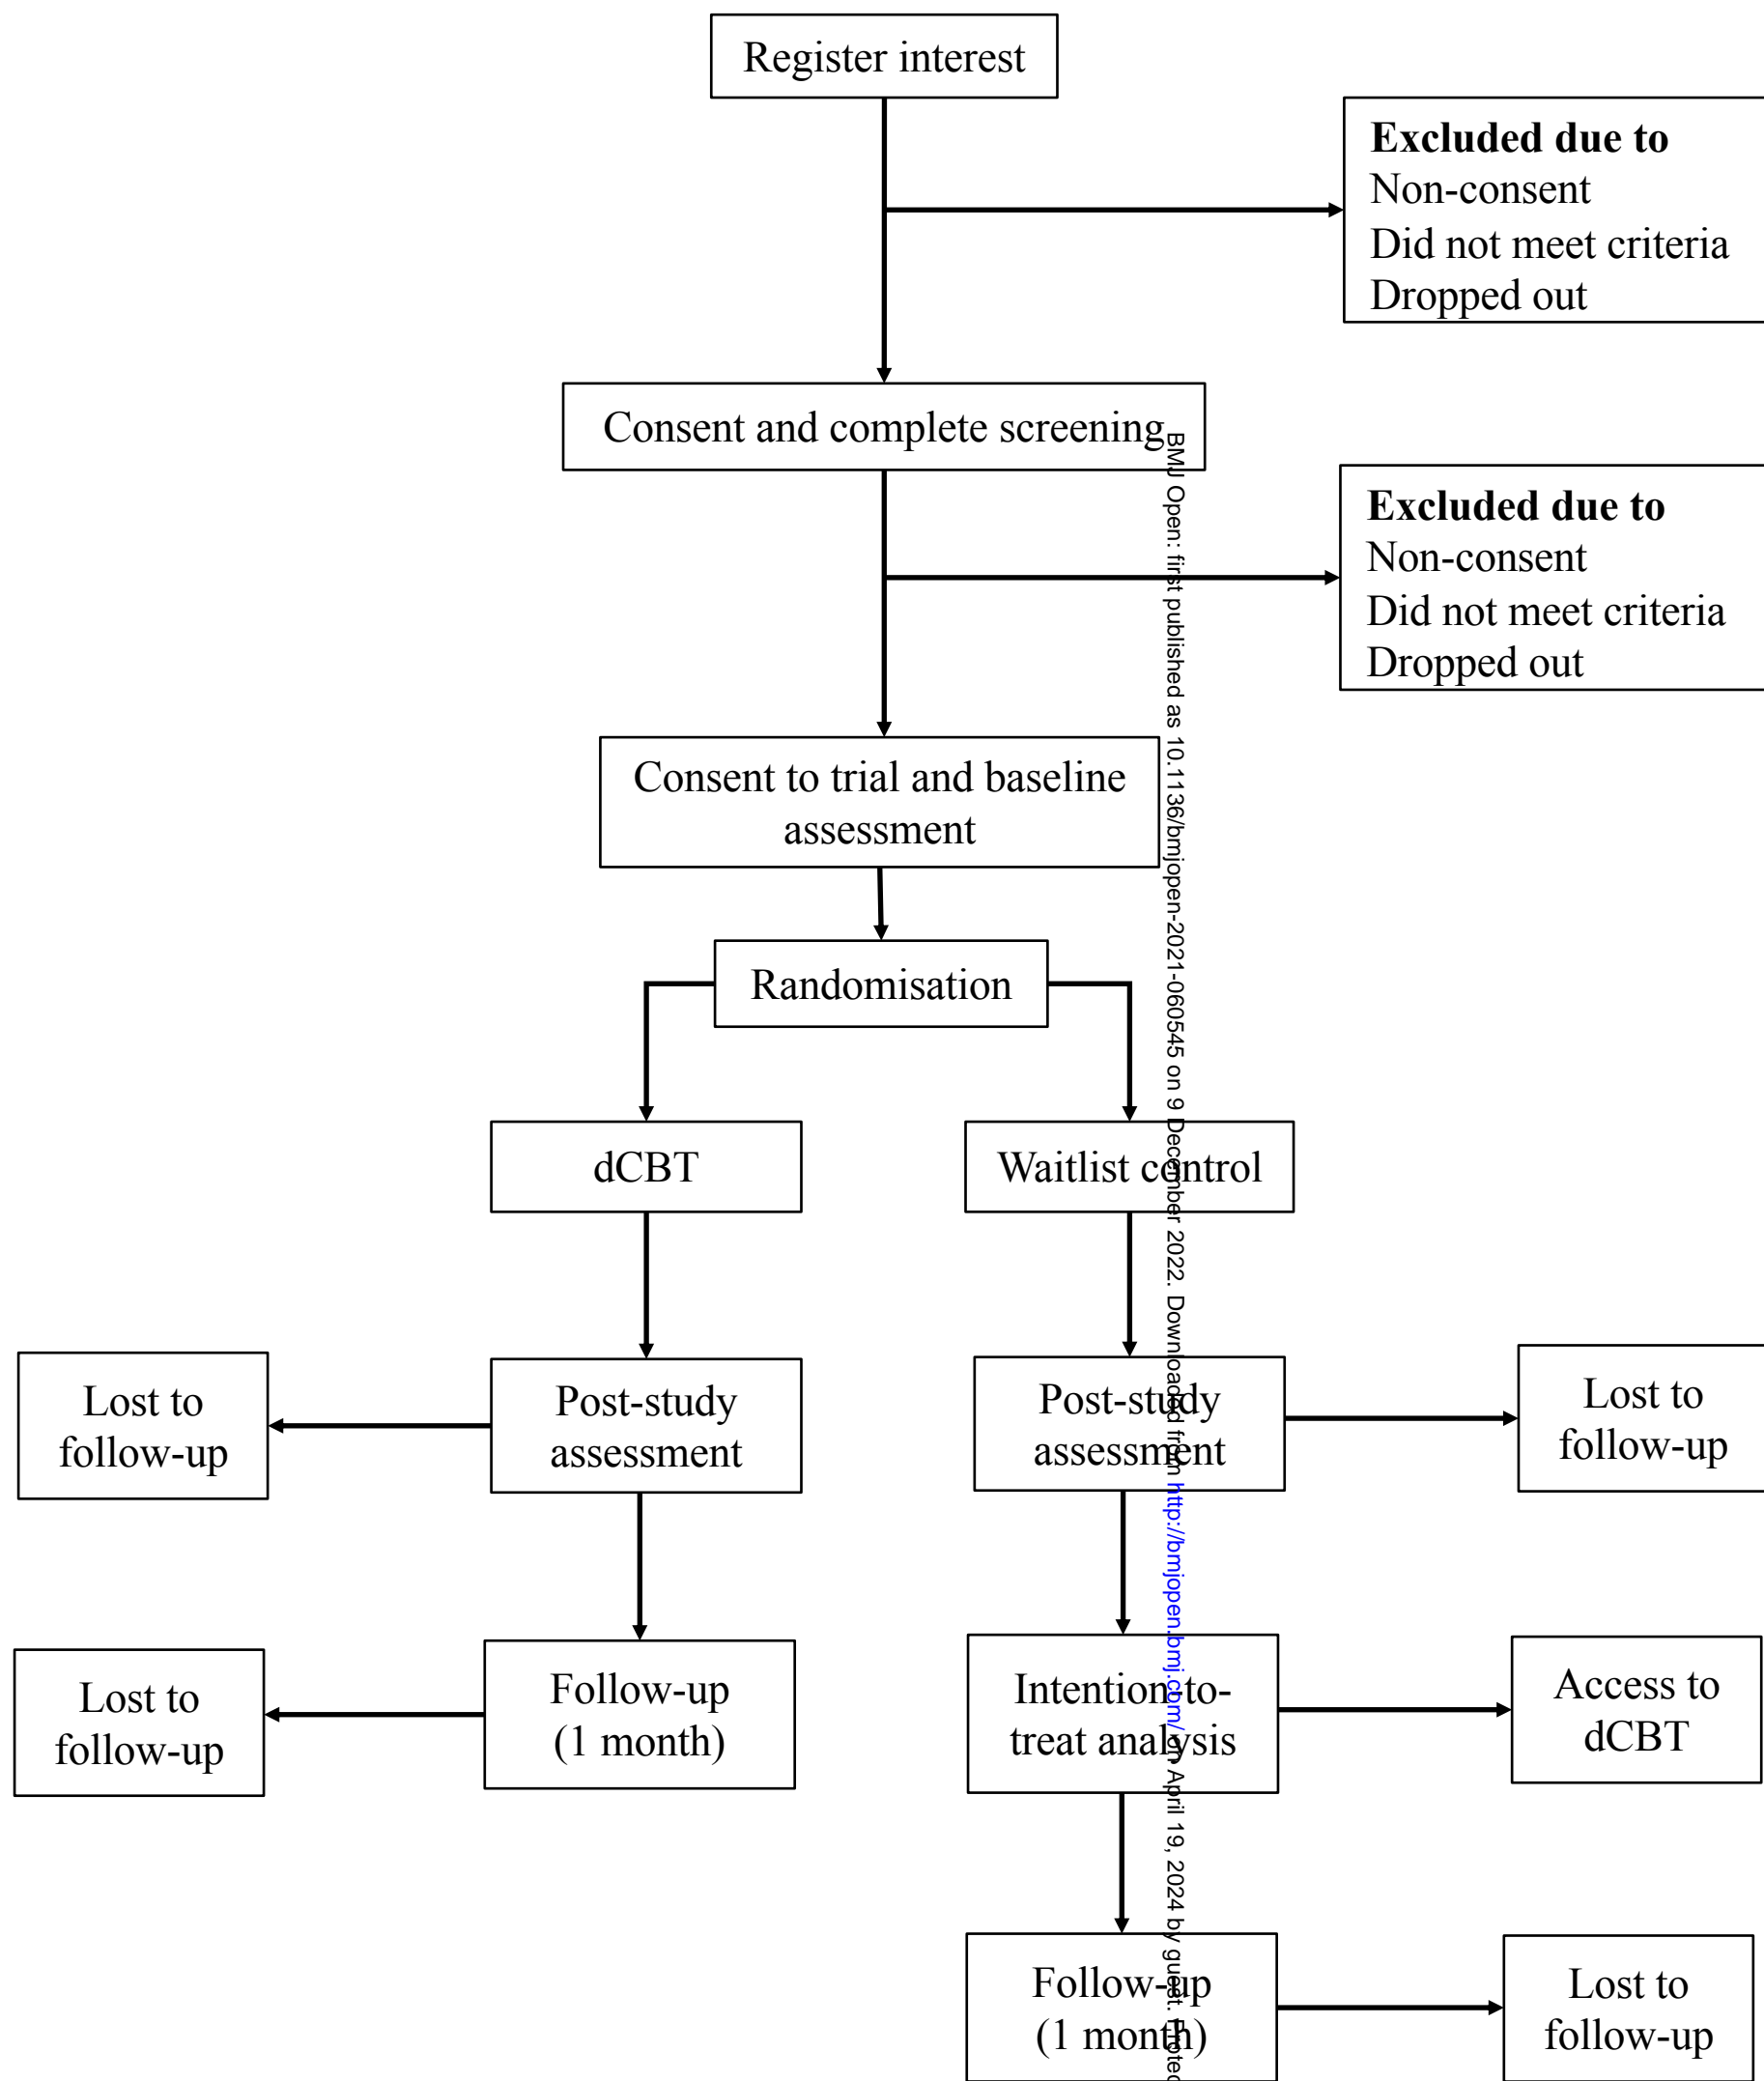 Register interest
Excluded due to
Non-consent
Did not meet criteria
Dropped out
Consent and complete screening
Excluded due to
Non-consent
Did not meet criteria
Dropped out
Consent to trial and baseline
assessment
Randomisation
dCBT
Waitlist control
Lost to
follow-up
Post-study
assessment
Post-study
assessment
Lost to
follow-up
Lost to
follow-up
Follow-up
(1 month)
Intention-to-
treat analysis
Access to
dCBT
Follow-up
(1 month)
Lost to
follow-up
BMJ Open: first published as 10.1136/bmjopen-2021-060545 on 9 December 2022. Downloaded from http://bmjopen.bmj.com/ on April 19, 2024 by guest.